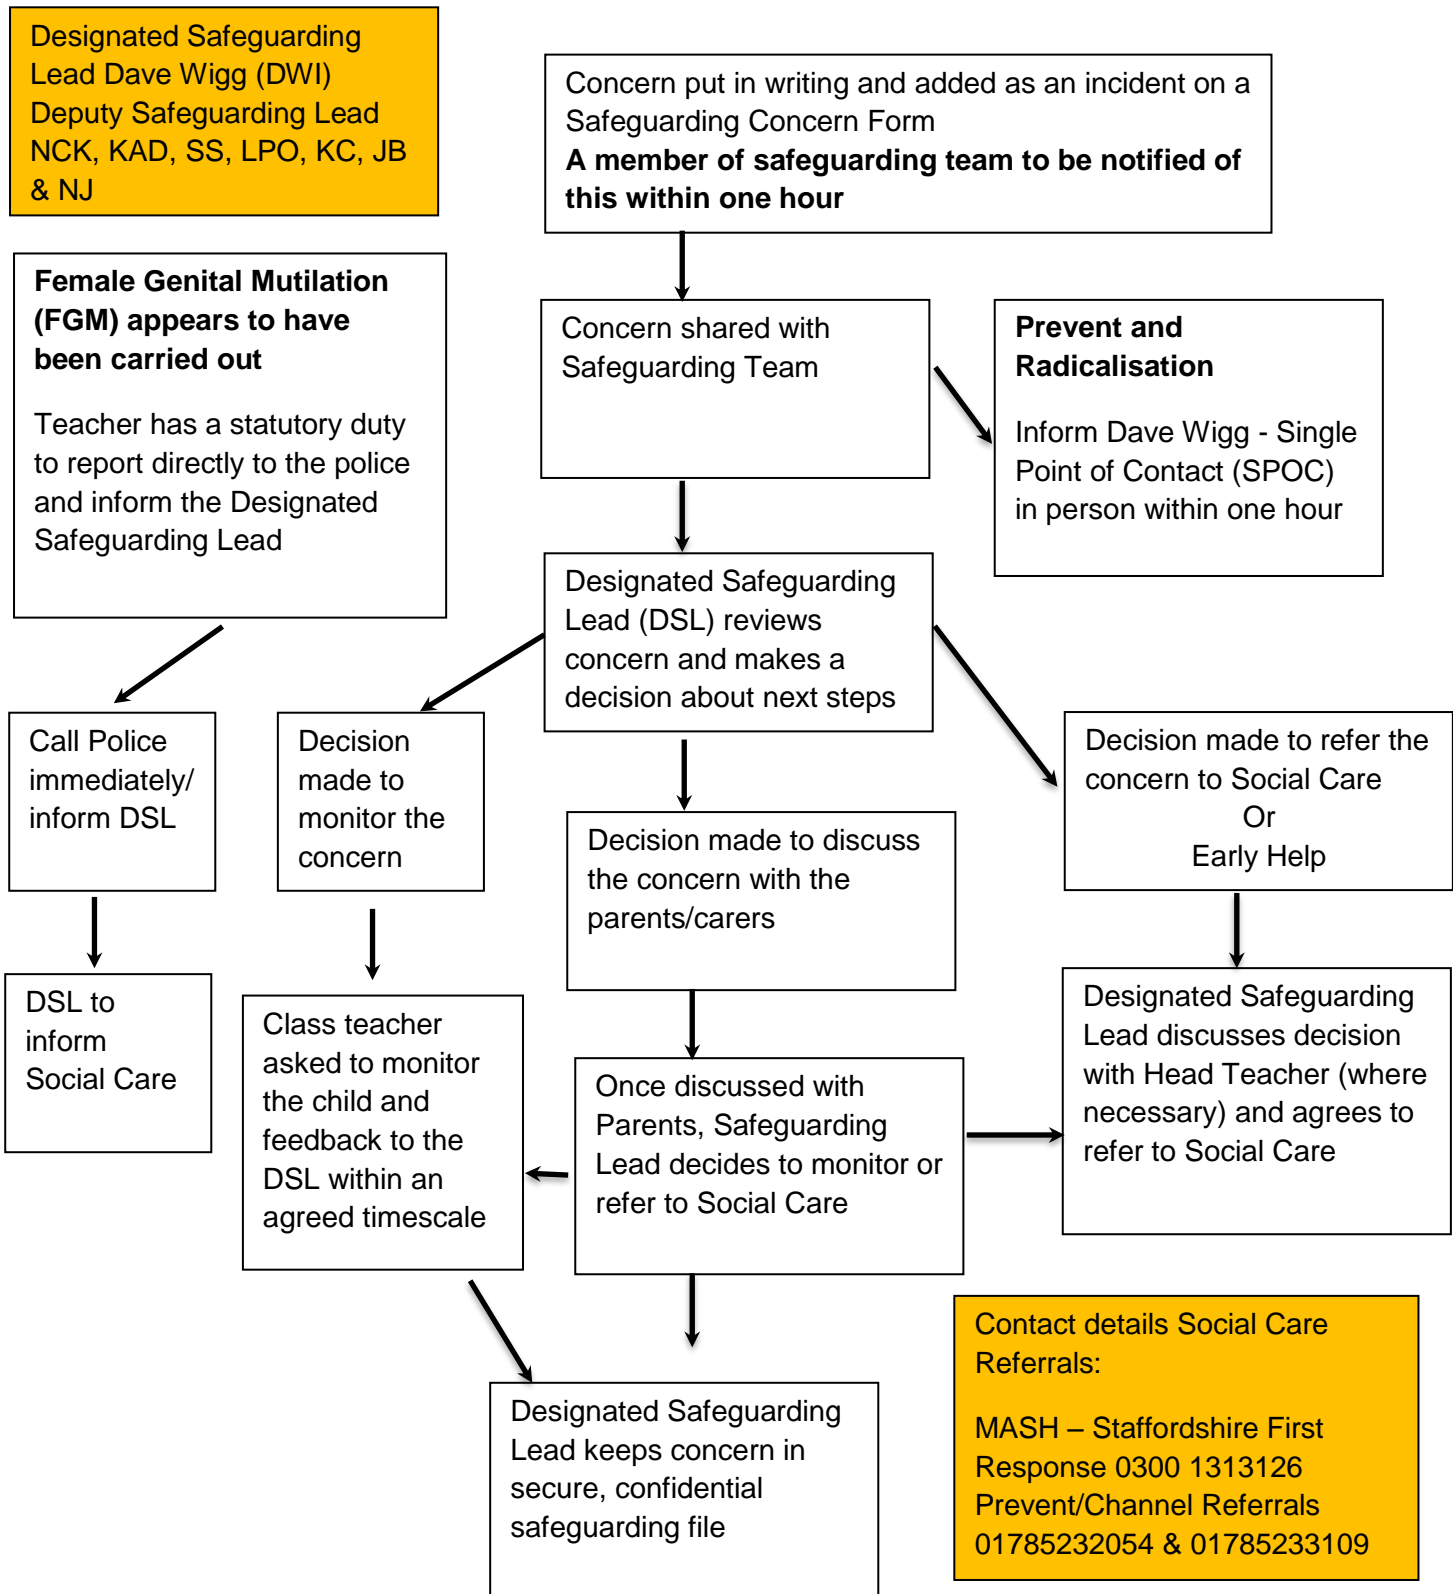 Designated Safeguarding
Lead Dave Wigg (DWI)
Deputy Safeguarding Lead
NCK, KAD, SS, LPO, KC, JB
& NJ
Concern put in writing and added as an incident on a
Safeguarding Concern Form
A member of safeguarding team to be notified of
this within one hour
Female Genital Mutilation
(FGM) appears to have
been carried out
Teacher has a statutory duty
to report directly to the police
and inform the Designated
Safeguarding Lead
Concern shared with
Safeguarding Team
Prevent and
Radicalisation
Inform Dave Wigg - Single
Point of Contact (SPOC)
in person within one hour
Designated Safeguarding
Lead (DSL) reviews
concern and makes a
decision about next steps
Call Police
immediately/
inform DSL
Decision
made to
monitor the
concern
Decision made to discuss
the concern with the
parents/carers
Decision made to refer the
concern to Social Care
Or
Early Help
DSL to
inform
Social Care
Class teacher
asked to monitor
the child and
feedback to the
DSL within an
agreed timescale
Once discussed with
Parents, Safeguarding
Lead decides to monitor or
refer to Social Care
Designated Safeguarding
Lead discusses decision
with Head Teacher (where
necessary) and agrees to
refer to Social Care
Designated Safeguarding
Lead keeps concern in
secure, confidential
safeguarding file
Contact details Social Care
Referrals:
MASH – Staffordshire First
Response 0300 1313126
Prevent/Channel Referrals
01785232054 & 01785233109